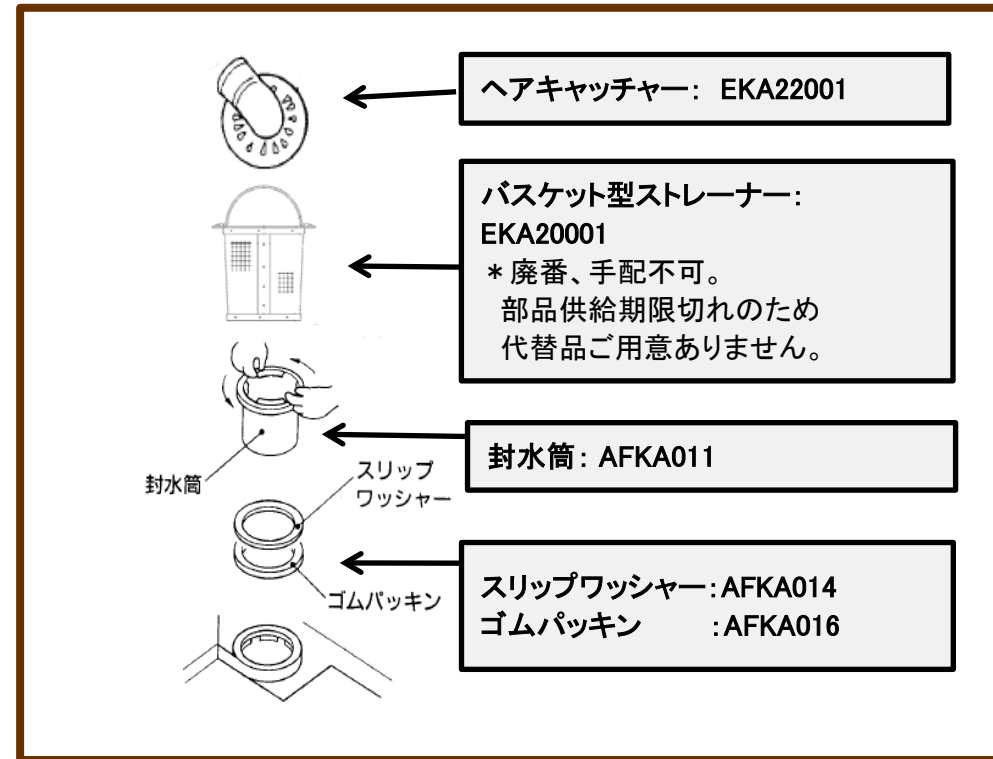 ヘアキャッチャー： EKA22001
バスケット型ストレーナー：
EKA20001
＊廃番、手配不可。
部品供給期限切れのため
代替品ご用意ありません。
封水筒：AFKA011
封水筒
スリップ
ワッシャー
ゴムパッキン
スリップワッシャー：AFKA014
ゴムパッキン ：AFKA016